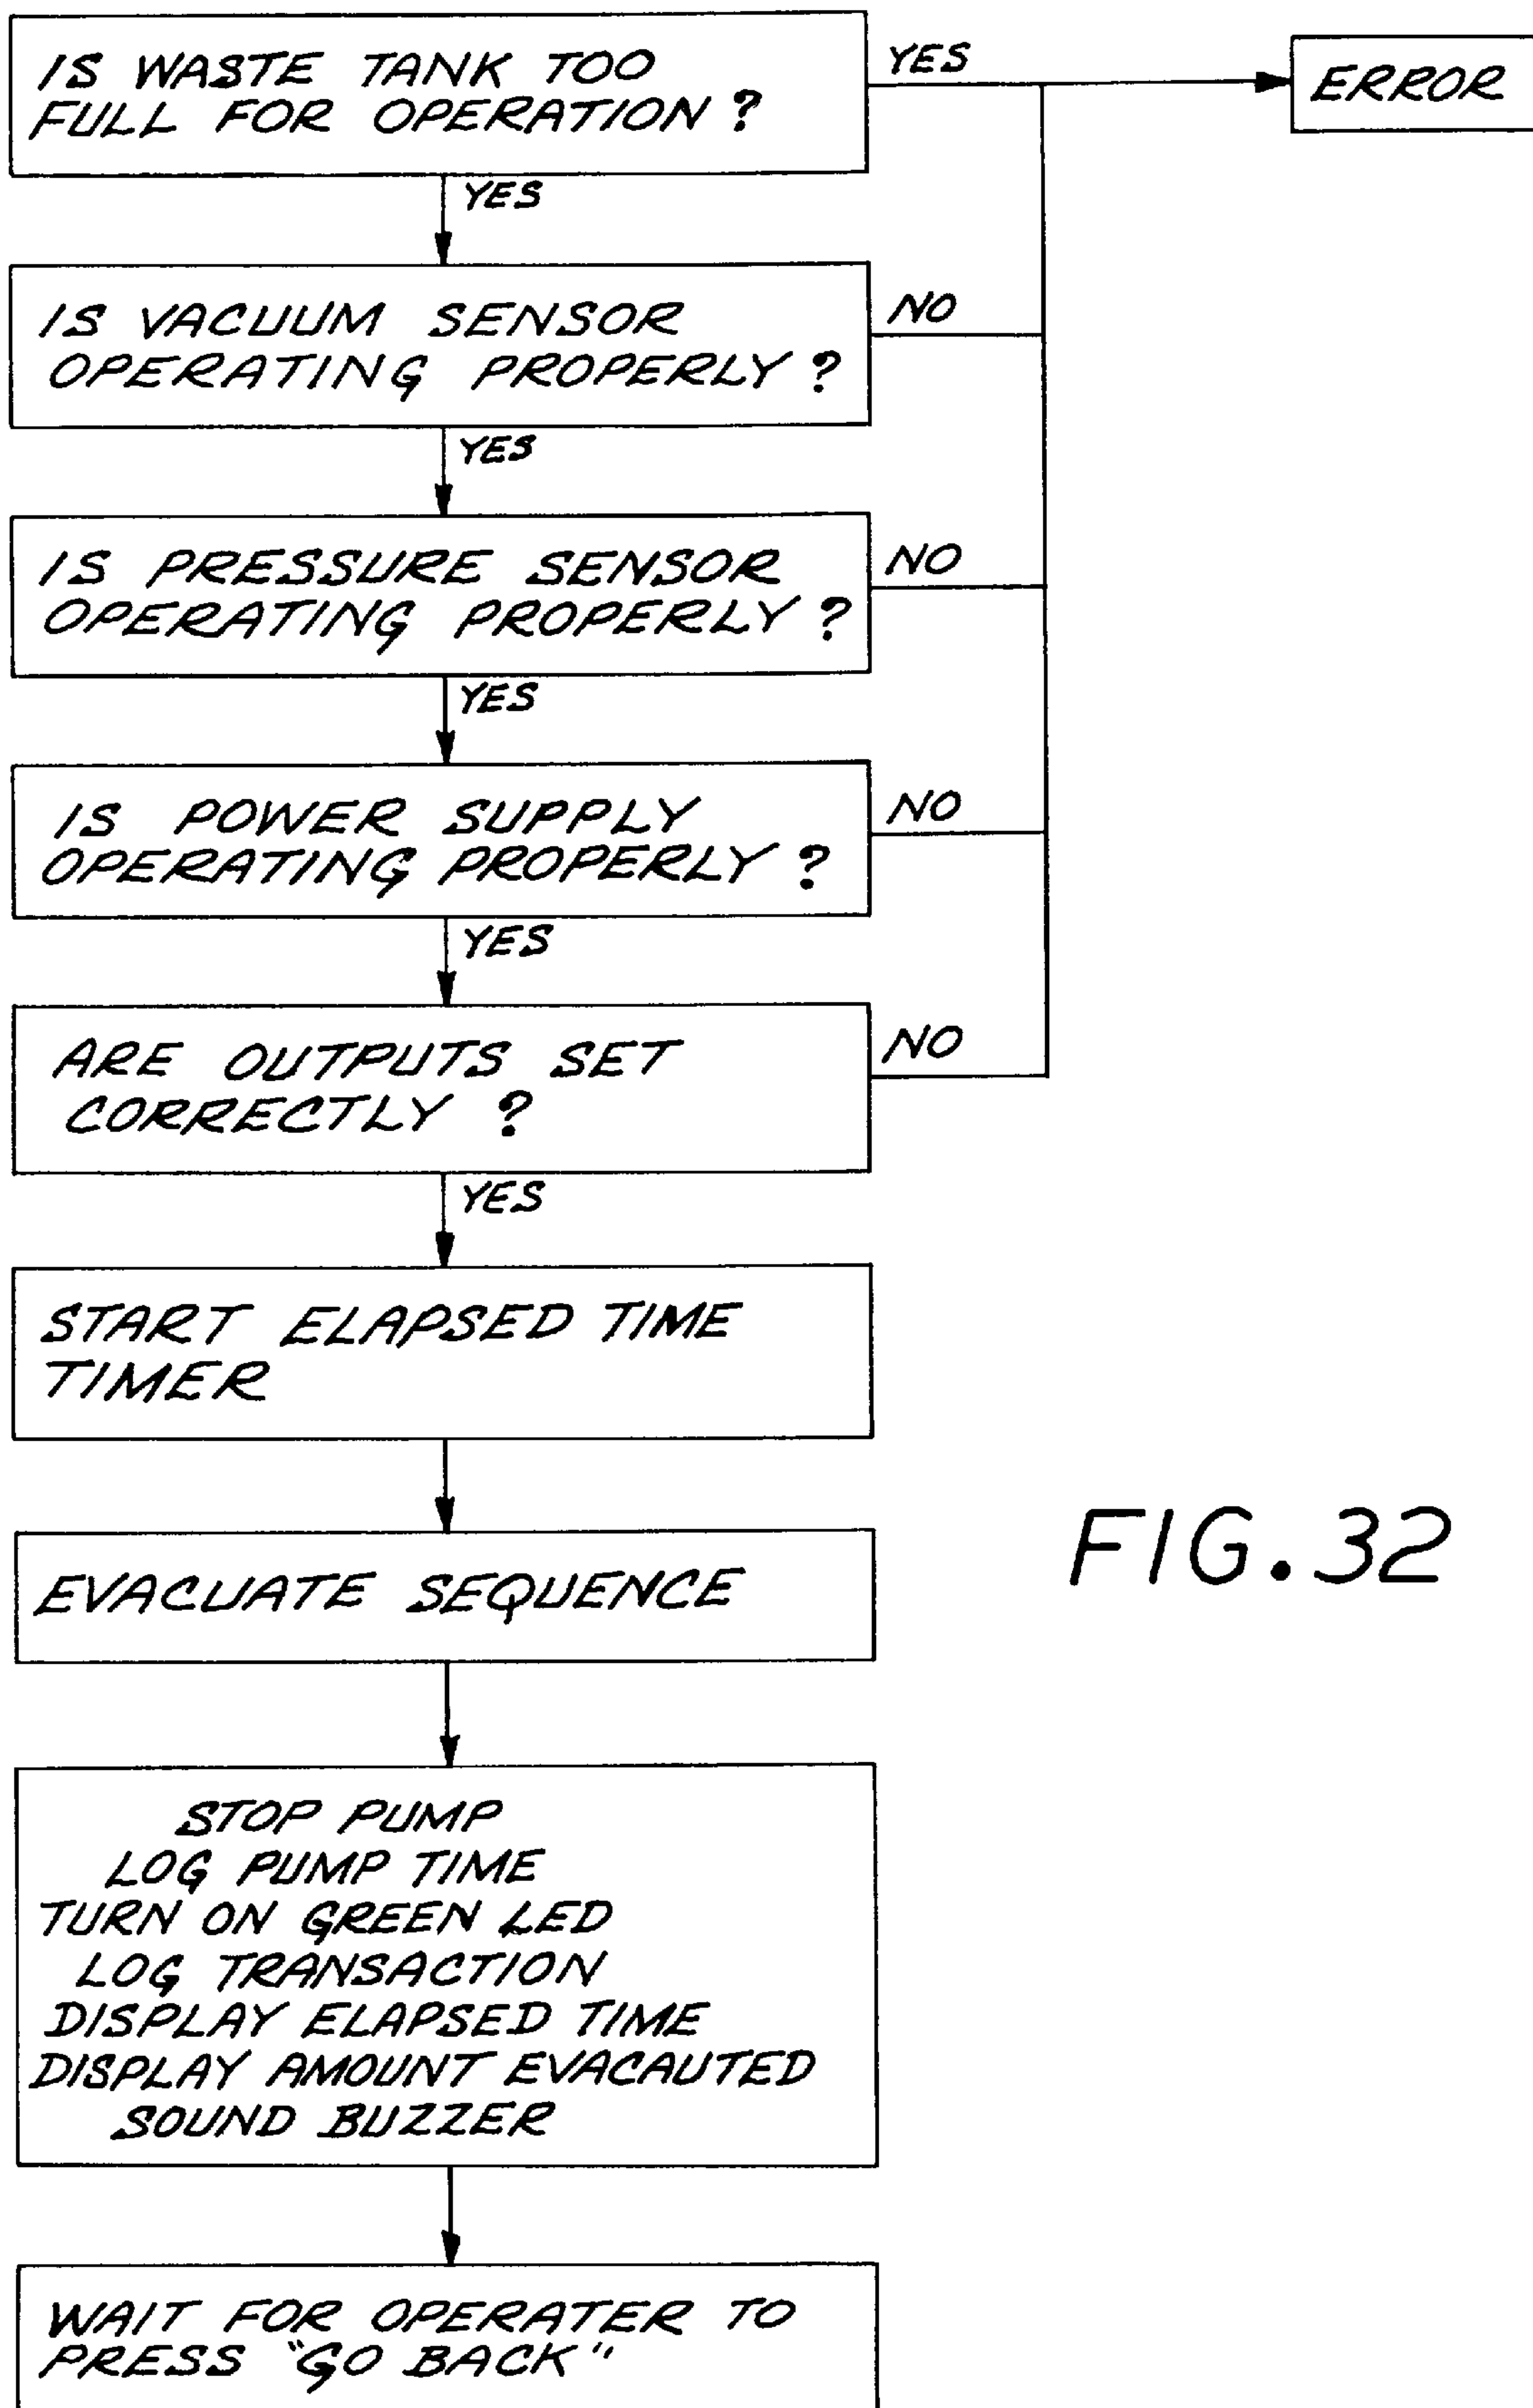 IS WASTE TANK TOO
FULL FOR OPERATION?
YES
ERROR
YES
IS VACUUM SENSOR
OPERATING PROPERLY?
NO
YES
IS PRESSURE SENSOR
OPERATING PROPERLY?
NO
YES
IS POWER SUPPLY
OPERATING PROPERLY?
NO
YES
ARE OUTPUTS SET
CORRECTLY?
NO
YES
START ELAPSED TIME
TIMER
EVACUATE SEQUENCE
FIG. 32
STOP PUMP
LOG PUMP TIME
TURN ON GREEN LED
LOG TRANSACTION
DISPLAY ELAPSED TIME
DISPLAY AMOUNT EVACAUTED
SOUND BUZZER
WAIT FOR OPERATER TO
PRESS "GO BACK"